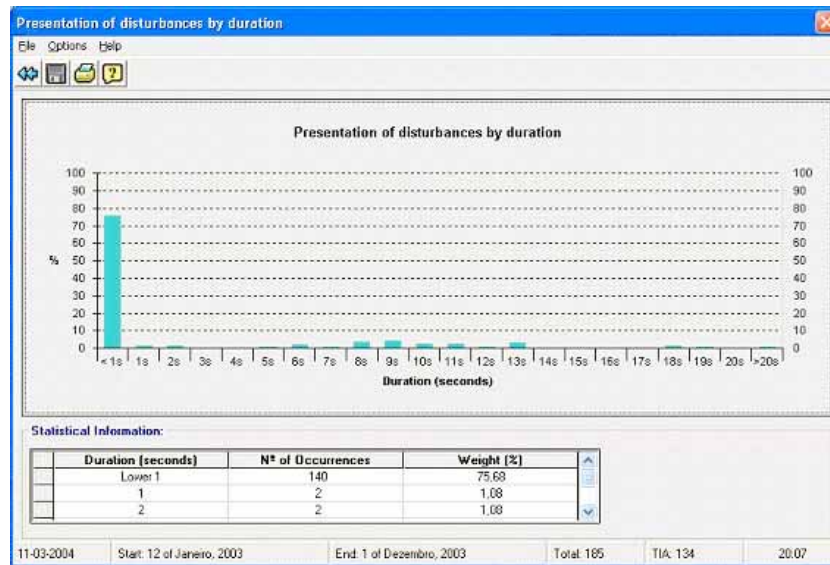 Presentation of disturbances by duration
File Options Help
Presentation of disturbances by duration
100 100
90 90
80 80
70 70
60 60
% 50 50
40 40
30 30
20 20
10 10
0 0
< 1s 1s 2s 3s 4s 5s 6s 7s 8s 9s 10s 11s 12s 13s 14s 15s 16s 17s 18s 19s 20s >20s
Duration (seconds)
Statistical Information:
Duration (seconds) Nº of Occurrences Weight (%)
Lower 1 140 75,68
1 2 1,08
2 2 1,08
11-03-2004 Start: 12 of Janeiro, 2003 End: 1 of Dezembro, 2003 Total: 185 TIA: 134 20:07